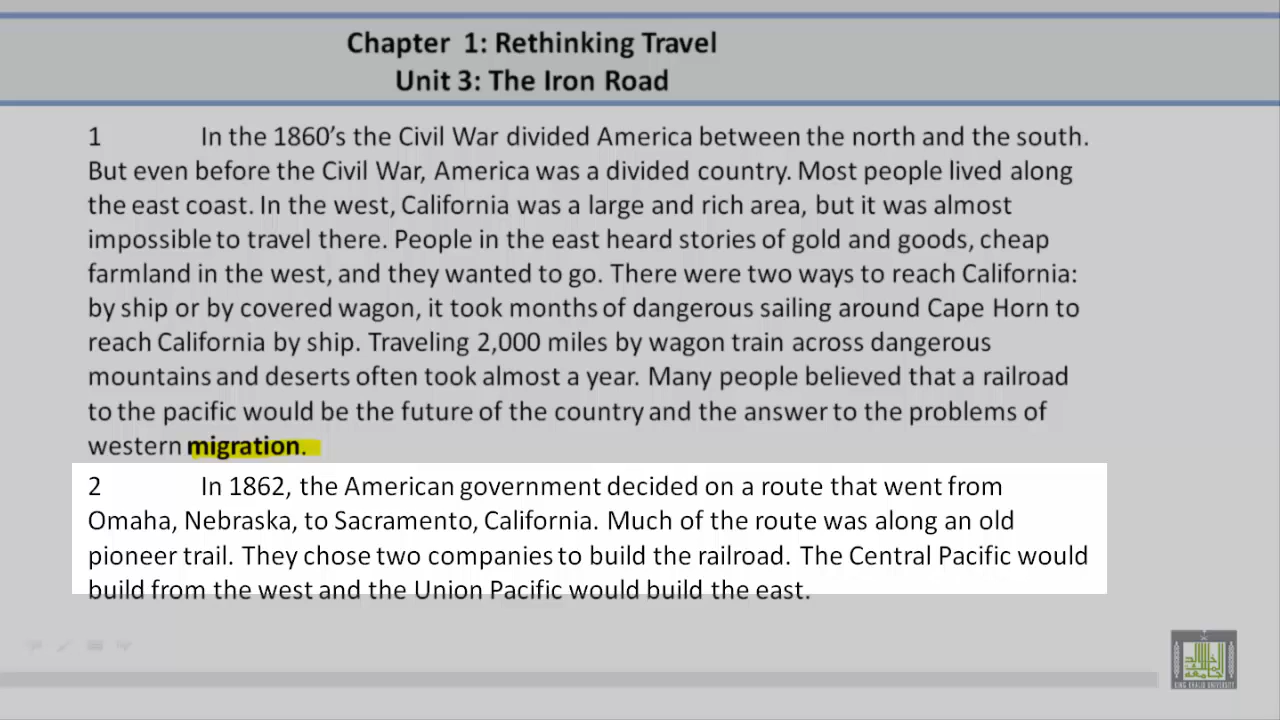 Chapter 1: Rethinking Travel
Unit 3: The Iron Road
1 In the 1860's the Civil War divided America between the north and the south.
But even before the Civil War, America was a divided country. Most people lived along
the east coast. In the west, California was a large and rich area, but it was almost
impossible to travel there. People in the east heard stories of gold and goods, cheap
farmland in the west, and they wanted to go. There were two ways to reach California:
by ship or by covered wagon, it took months of dangerous sailing around Cape Horn to
reach California by ship. Traveling 2,000 miles by wagon train across dangerous
mountains and deserts often took almost a year. Many people believed that a railroad
to the pacific would be the future of the country and the answer to the problems of
western migration.
2 In 1862, the American government decided on a route that went from
Omaha, Nebraska, to Sacramento, California. Much of the route was along an old
pioneer trail. They chose two companies to build the railroad. The Central Pacific would
build from the west and the Union Pacific would build the east.
KING KHALID UNIVERSITY